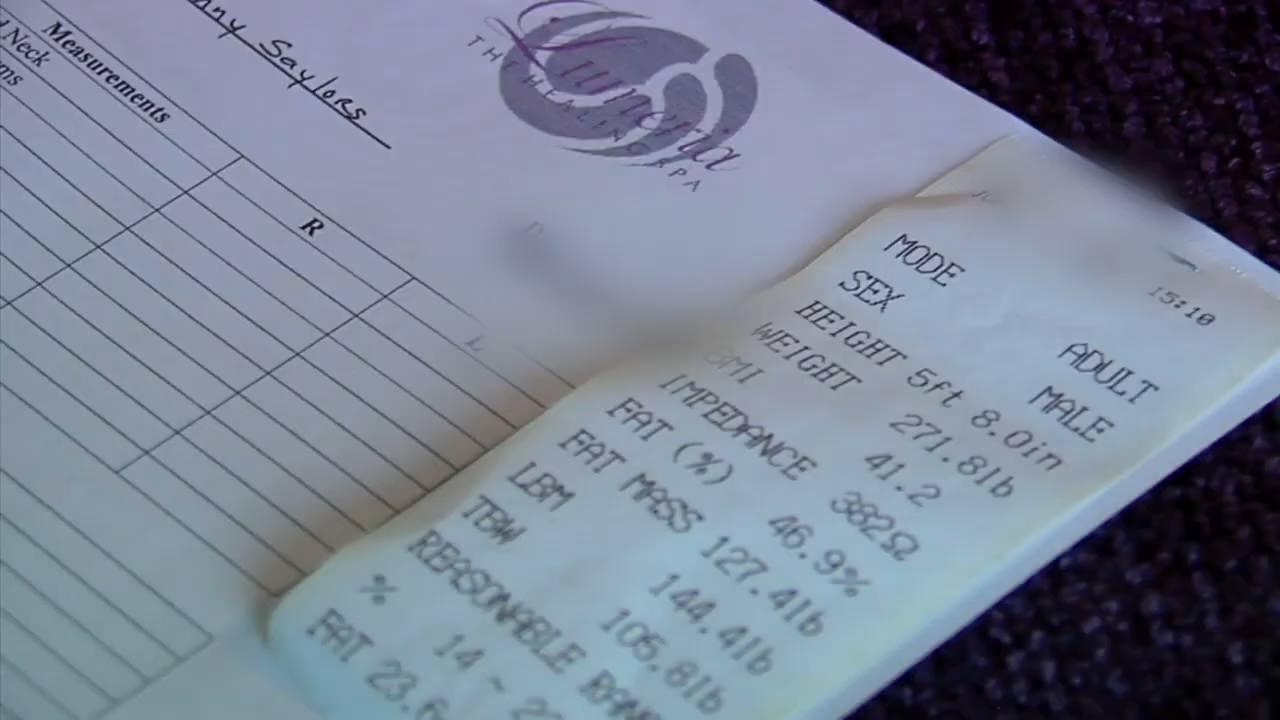 Saylors
Measurements
Neck
R
L
THE HEALING SPA
15:10
MODE ADULT
SEX MALE
HEIGHT 5ft 8.0in
WEIGHT 271.8lb
BMI 41.2
IMPEDANCE 382Ω
FAT (%) 46.9%
FAT MASS 127.4lb
LBM 144.4lb
TBW 105.8lb
REASONABLE
% 14 ~
FAT 23.6